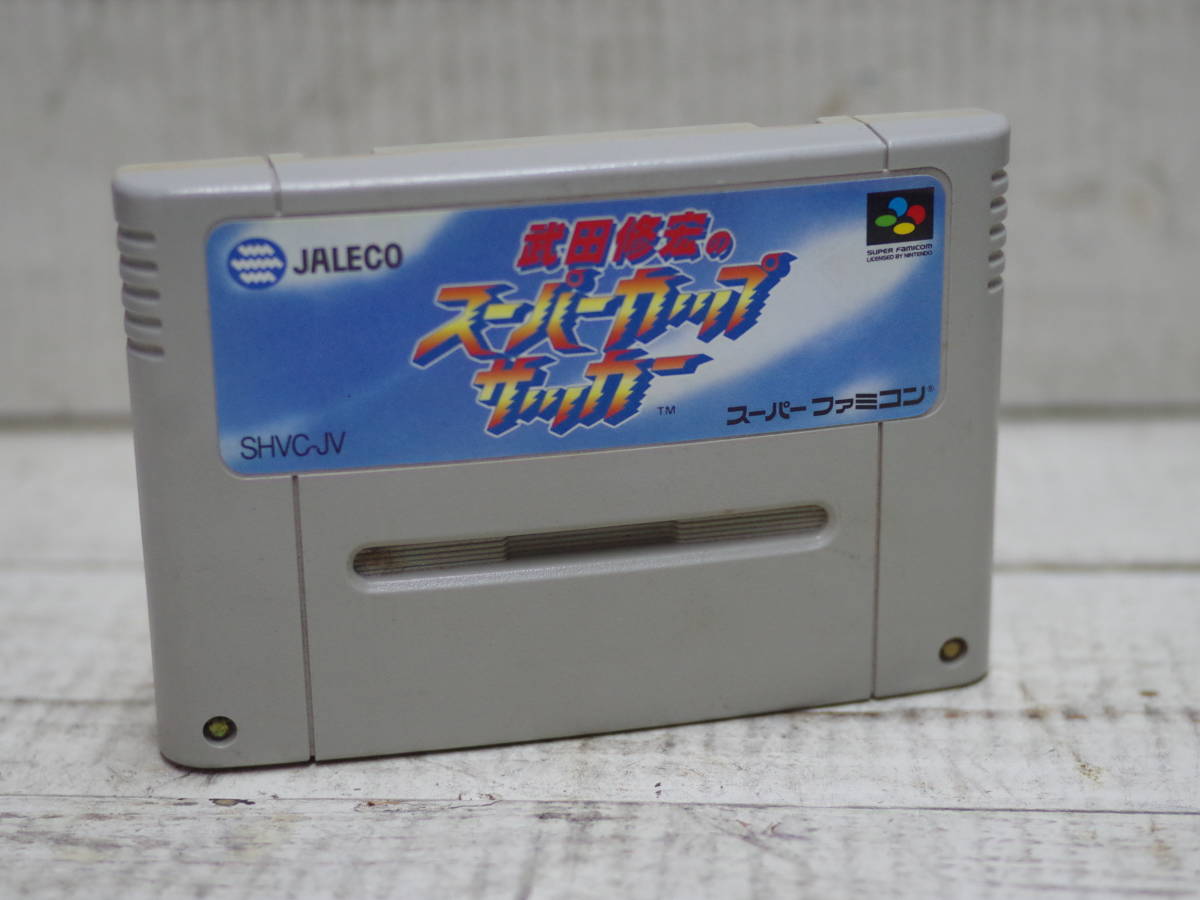 JALECO
武田修宏の
スーパーカップ
サッカー
TM
SUPER FAMICOM
LICENSED BY NINTENDO
SHVC-JV
スーパーファミコン®